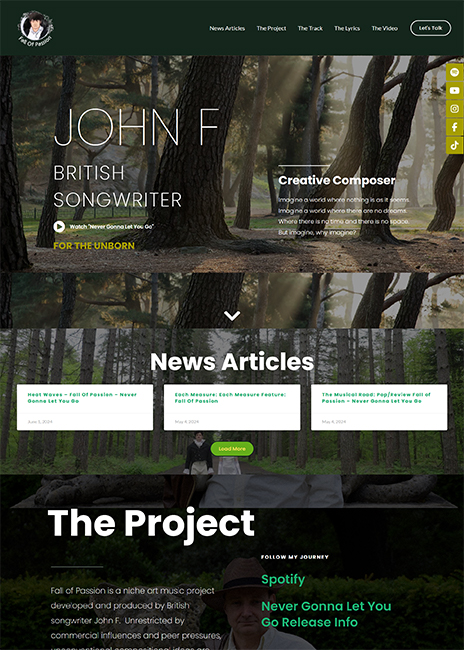 Fall Of Passion
News Articles
The Project
The Track
The Lyrics
The Video
Let's Talk
JOHN F
BRITISH
SONGWRITER
Watch "Never Gonna Let You Go"
FOR THE UNBORN
Creative Composer
Imagine a world where nothing is as it seems.
Imagine a world where there are no dreams.
Where there is no time and there is no space.
But imagine, why imagine?
News Articles
Heat Waves – Fall Of Passion – Never
Gonna Let You Go
June 5, 2024
Each Measure: Each Measure Feature:
Fall Of Passion
May 9, 2024
The Musical Road: Pop/Review Fall of
Passion – Never Gonna Let You Go
May 9, 2024
Load More
The Project
Fall of Passion is a niche art music project
developed and produced by British
songwriter John F. Unrestricted by
commercial influences and peer pressures,
unconventional compositional ideas are
FOLLOW MY JOURNEY
Spotify
Never Gonna Let You
Go Release Info